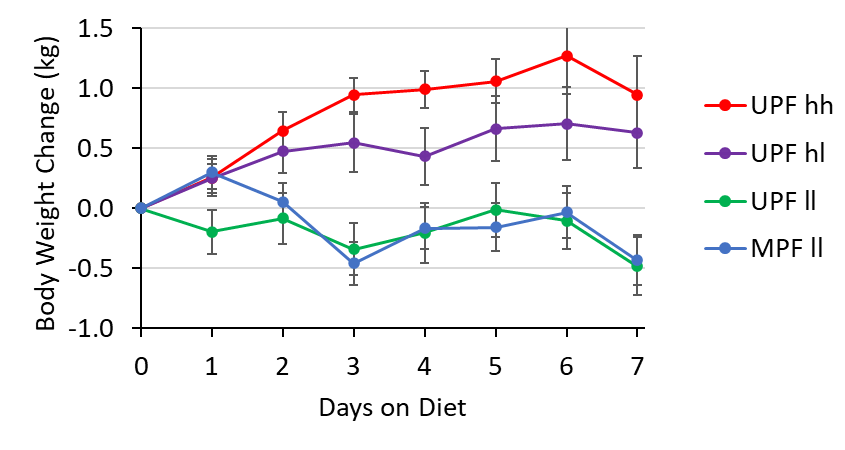 Body Weight Change (kg)
1.5
1.0
0.5
0.0
-0.5
-1.0
0 1 2 3 4 5 6 7
Days on Diet
UPF hh
UPF hl
UPF ll
MPF ll